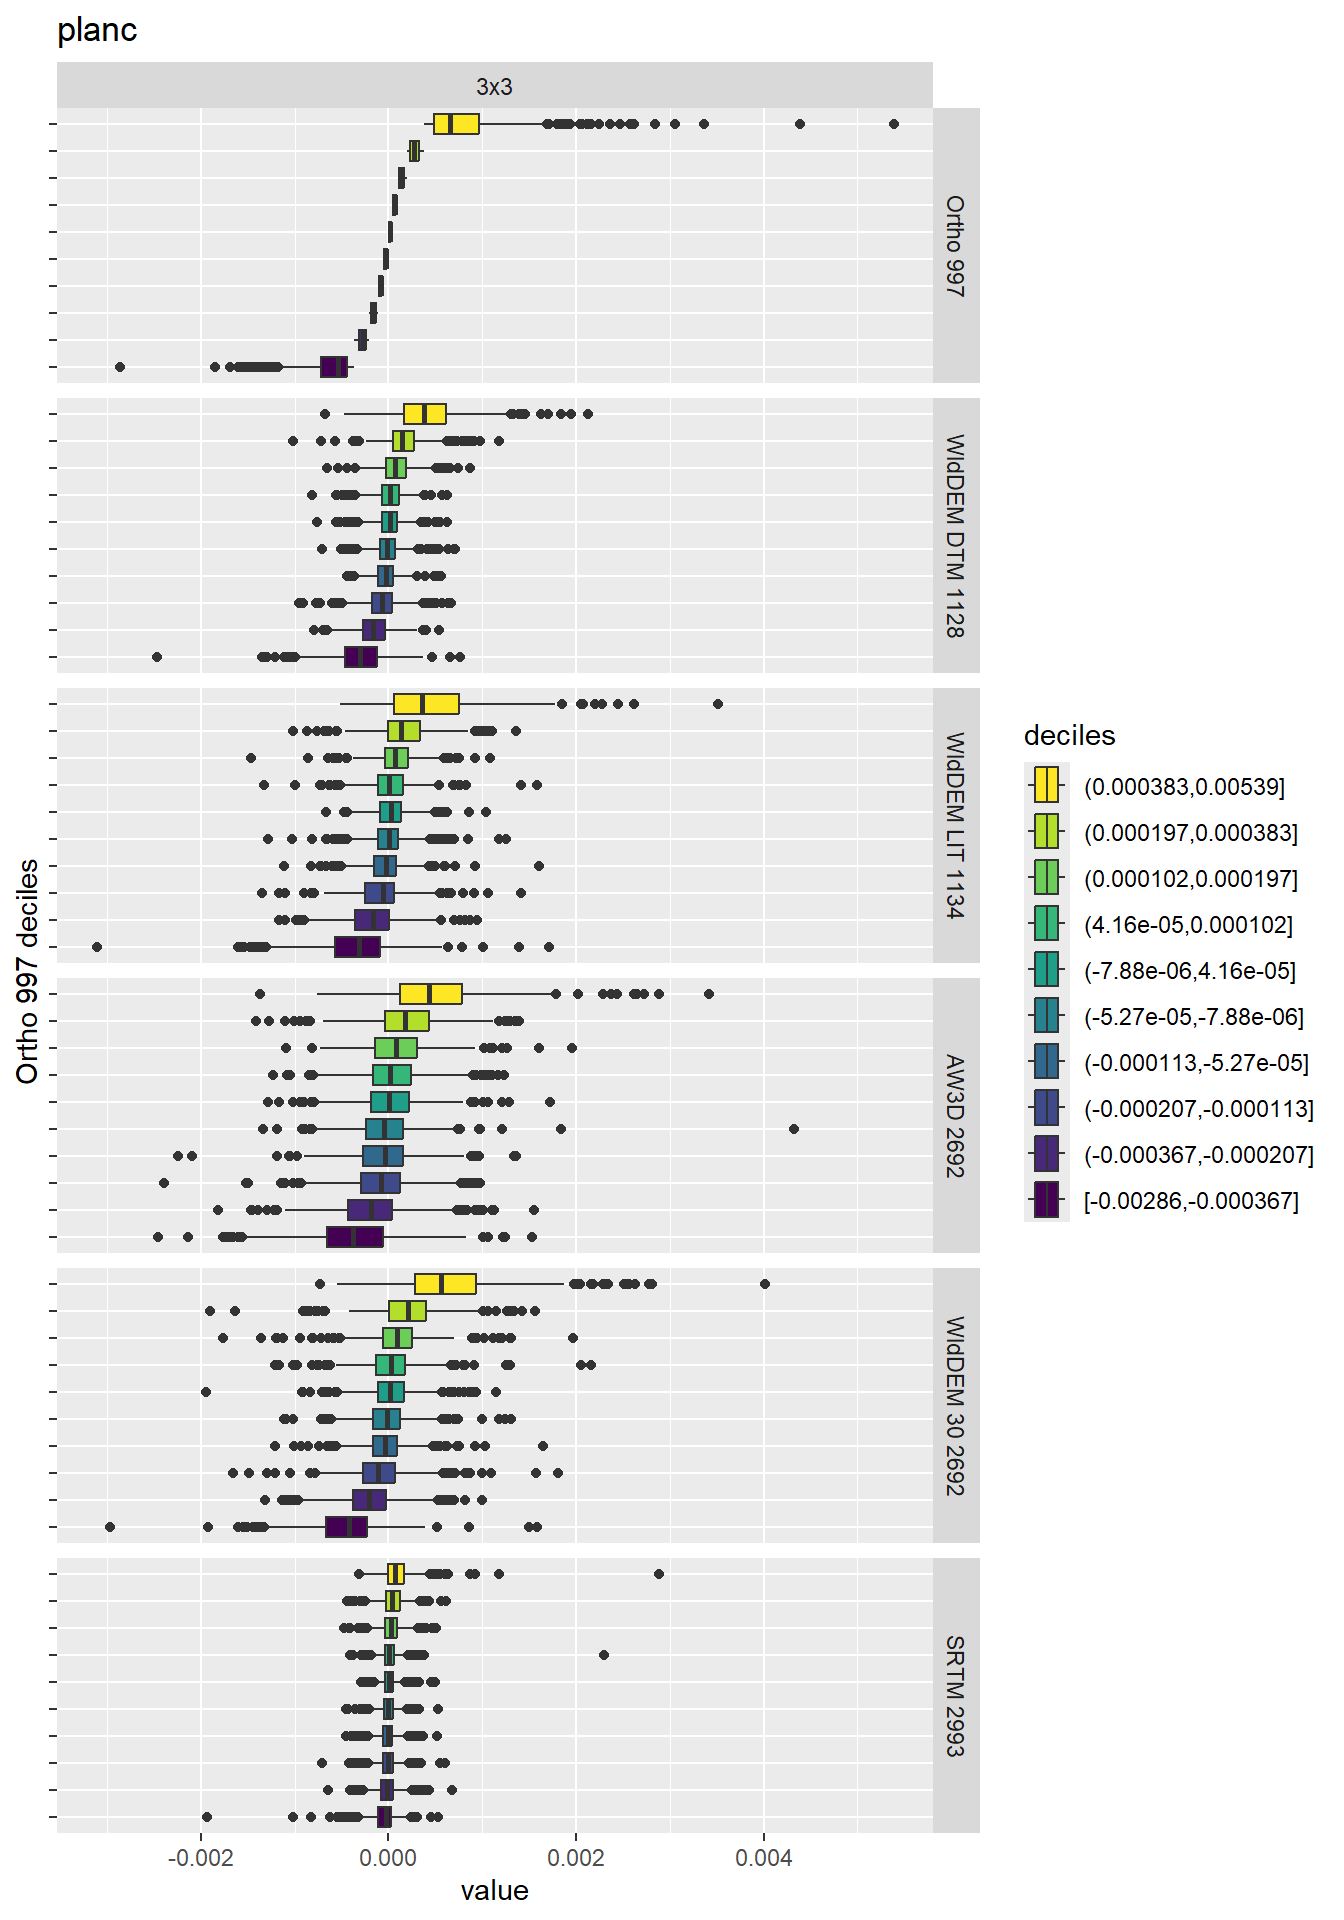 planc
3x3
Ortho 997
WldDEM DTM 1128
WldDEM LIT 1134
AW3D 2692
WldDEM 30 2692
SRTM 2993
Ortho 997 deciles
-0.002
0.000
0.002
0.004
value
deciles
(0.000383,0.00539]
(0.000197,0.000383]
(0.000102,0.000197]
(4.16e-05,0.000102]
(-7.88e-06,4.16e-05]
(-5.27e-05,-7.88e-06]
(-0.000113,-5.27e-05]
(-0.000207,-0.000113]
(-0.000367,-0.000207]
[-0.00286,-0.000367]